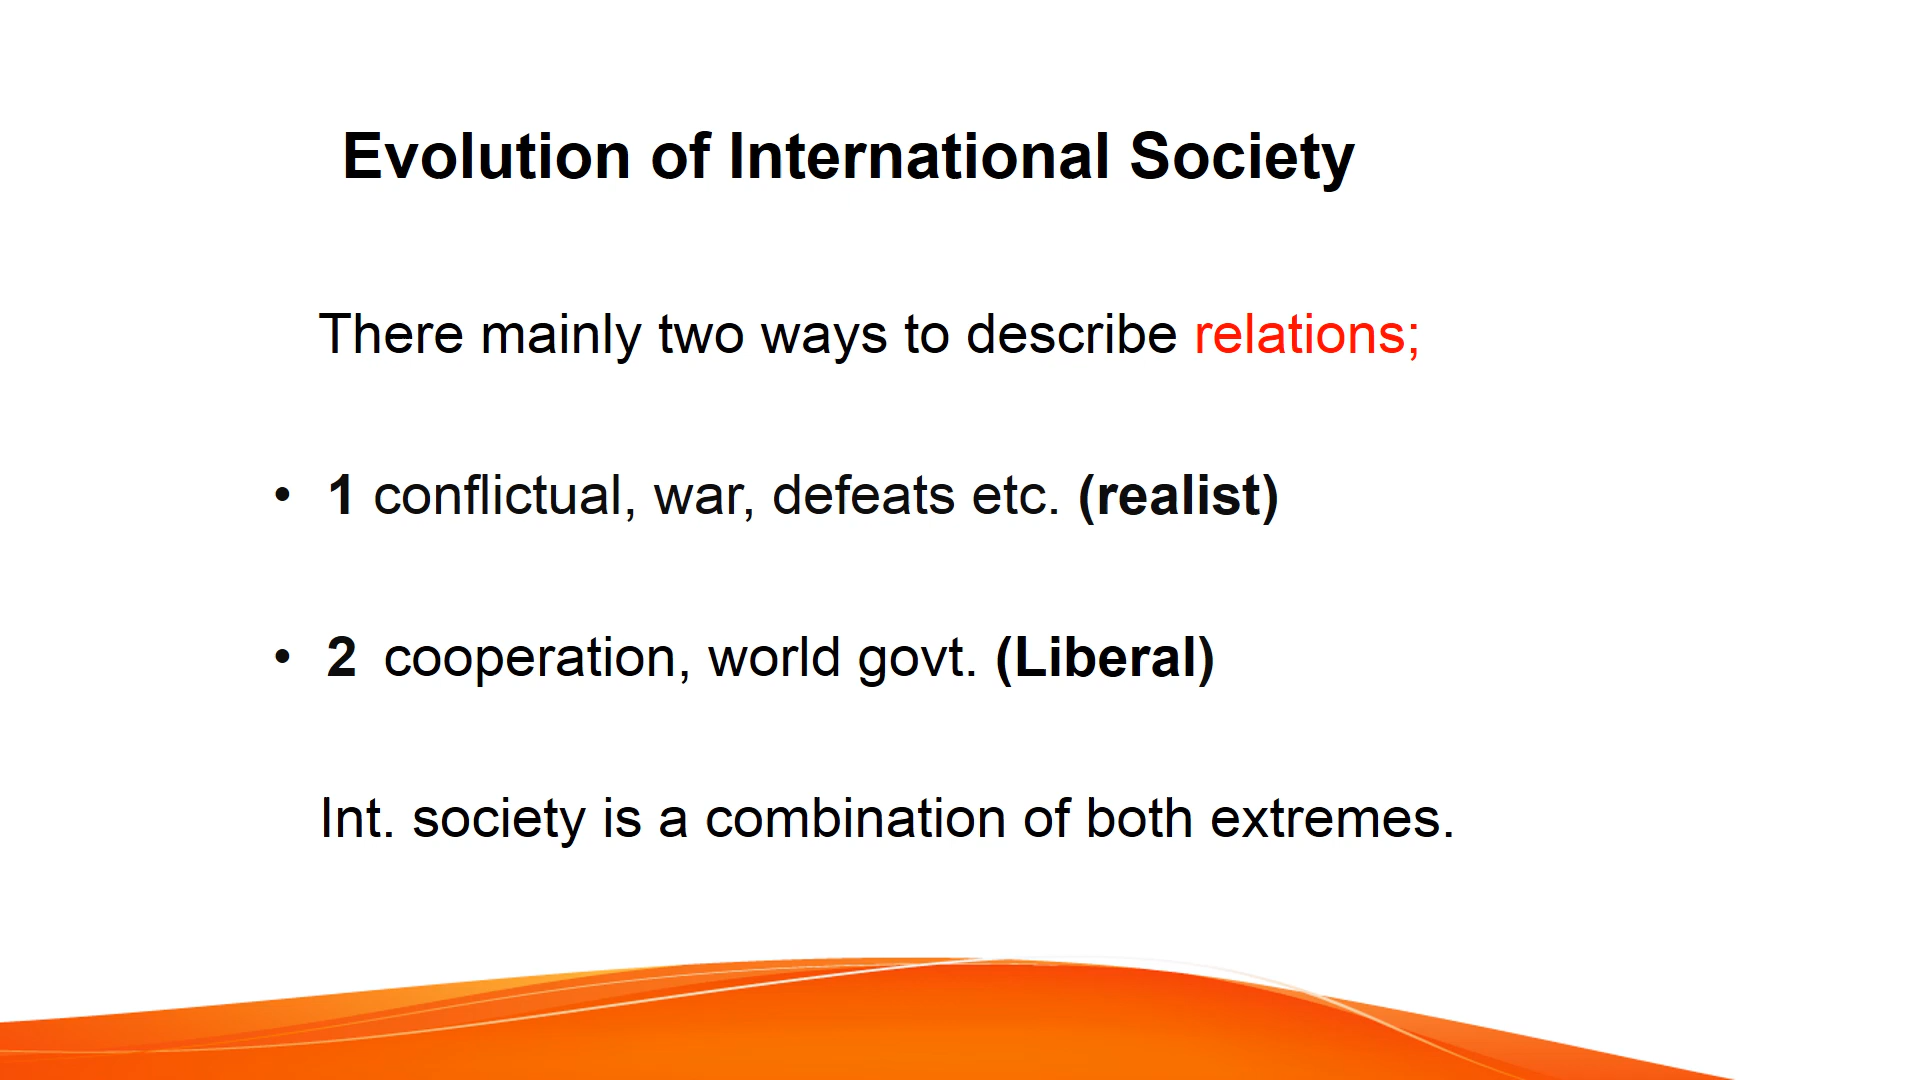 Evolution of International Society
There mainly two ways to describe relations;
• 1 conflictual, war, defeats etc. (realist)
• 2 cooperation, world govt. (Liberal)
Int. society is a combination of both extremes.